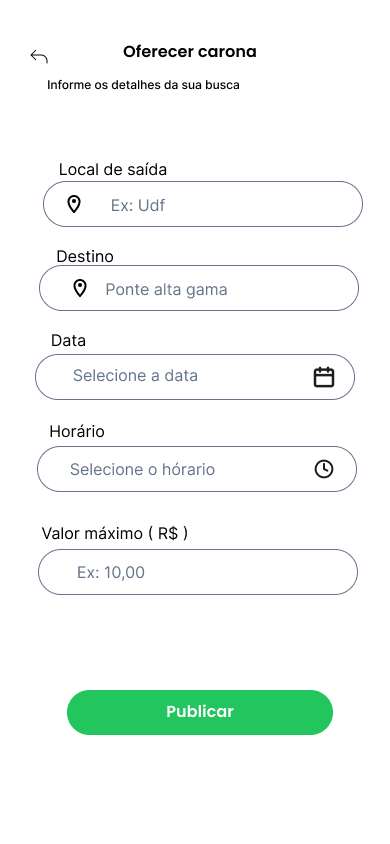 Oferecer carona
Informe os detalhes da sua busca
Local de saída
Ex: Udf
Destino
Ponte alta gama
Data
Selecione a data
Horário
Selecione o hórario
Valor máximo ( R$ )
Ex: 10,00
Publicar